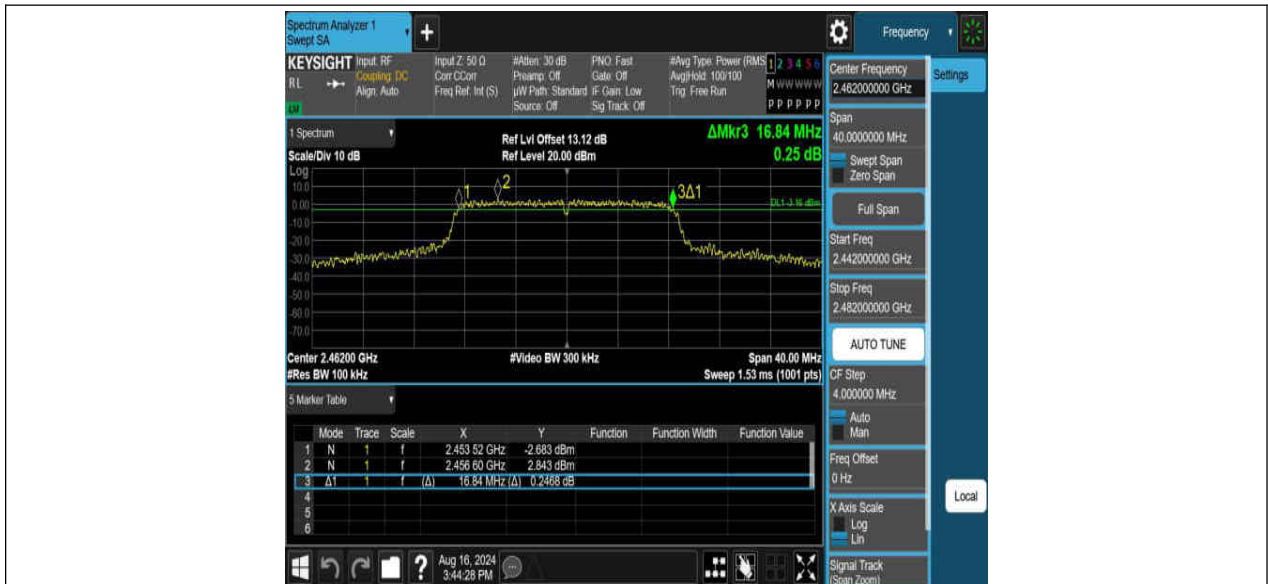 Spectrum Analyzer 1
Swept SA
+
Frequency
KEYSIGHT
RL
Input: RF
Coupling: DC
Align: Auto
Input Z: 50 Ω
Corr CCorr
Freq Ref: Int (S)
#Atten: 30 dB
Preamp: Off
µW Path: Standard
Source: Off
PNO: Fast
Gate: Off
IF Gain: Low
Sig Track: Off
#Avg Type: Power (RMS
Avg|Hold: 100/100
Trig: Free Run
1 2 3 4 5 6
M W W W W W
P P P P P P
1 Spectrum
Scale/Div 10 dB
Ref Lvl Offset 13.12 dB
Ref Level 20.00 dBm
ΔMkr3 16.84 MHz
0.25 dB
Log
10.0
0.00
-10.0
-20.0
-30.0
-40.0
-50.0
-60.0
-70.0
1
2
3Δ1
DL1 -3.16 dBm
Center 2.46200 GHz
#Video BW 300 kHz
Span 40.00 MHz
#Res BW 100 kHz
Sweep 1.53 ms (1001 pts)
5 Marker Table
Mode Trace Scale X Y Function Function Width Function Value
1 N 1 f 2.453 52 GHz -2.683 dBm
2 N 1 f 2.456 60 GHz 2.843 dBm
3 Δ1 1 f (Δ) 16.84 MHz (Δ) 0.2468 dB
4
5
6
?
Aug 16, 2024
3:44:28 PM
Center Frequency
2.462000000 GHz
Settings
Span
40.0000000 MHz
Swept Span
Zero Span
Full Span
Start Freq
2.442000000 GHz
Stop Freq
2.482000000 GHz
AUTO TUNE
CF Step
4.000000 MHz
Auto
Man
Freq Offset
0 Hz
X Axis Scale
Log
Lin
Local
Signal Track
(Span Zoom)